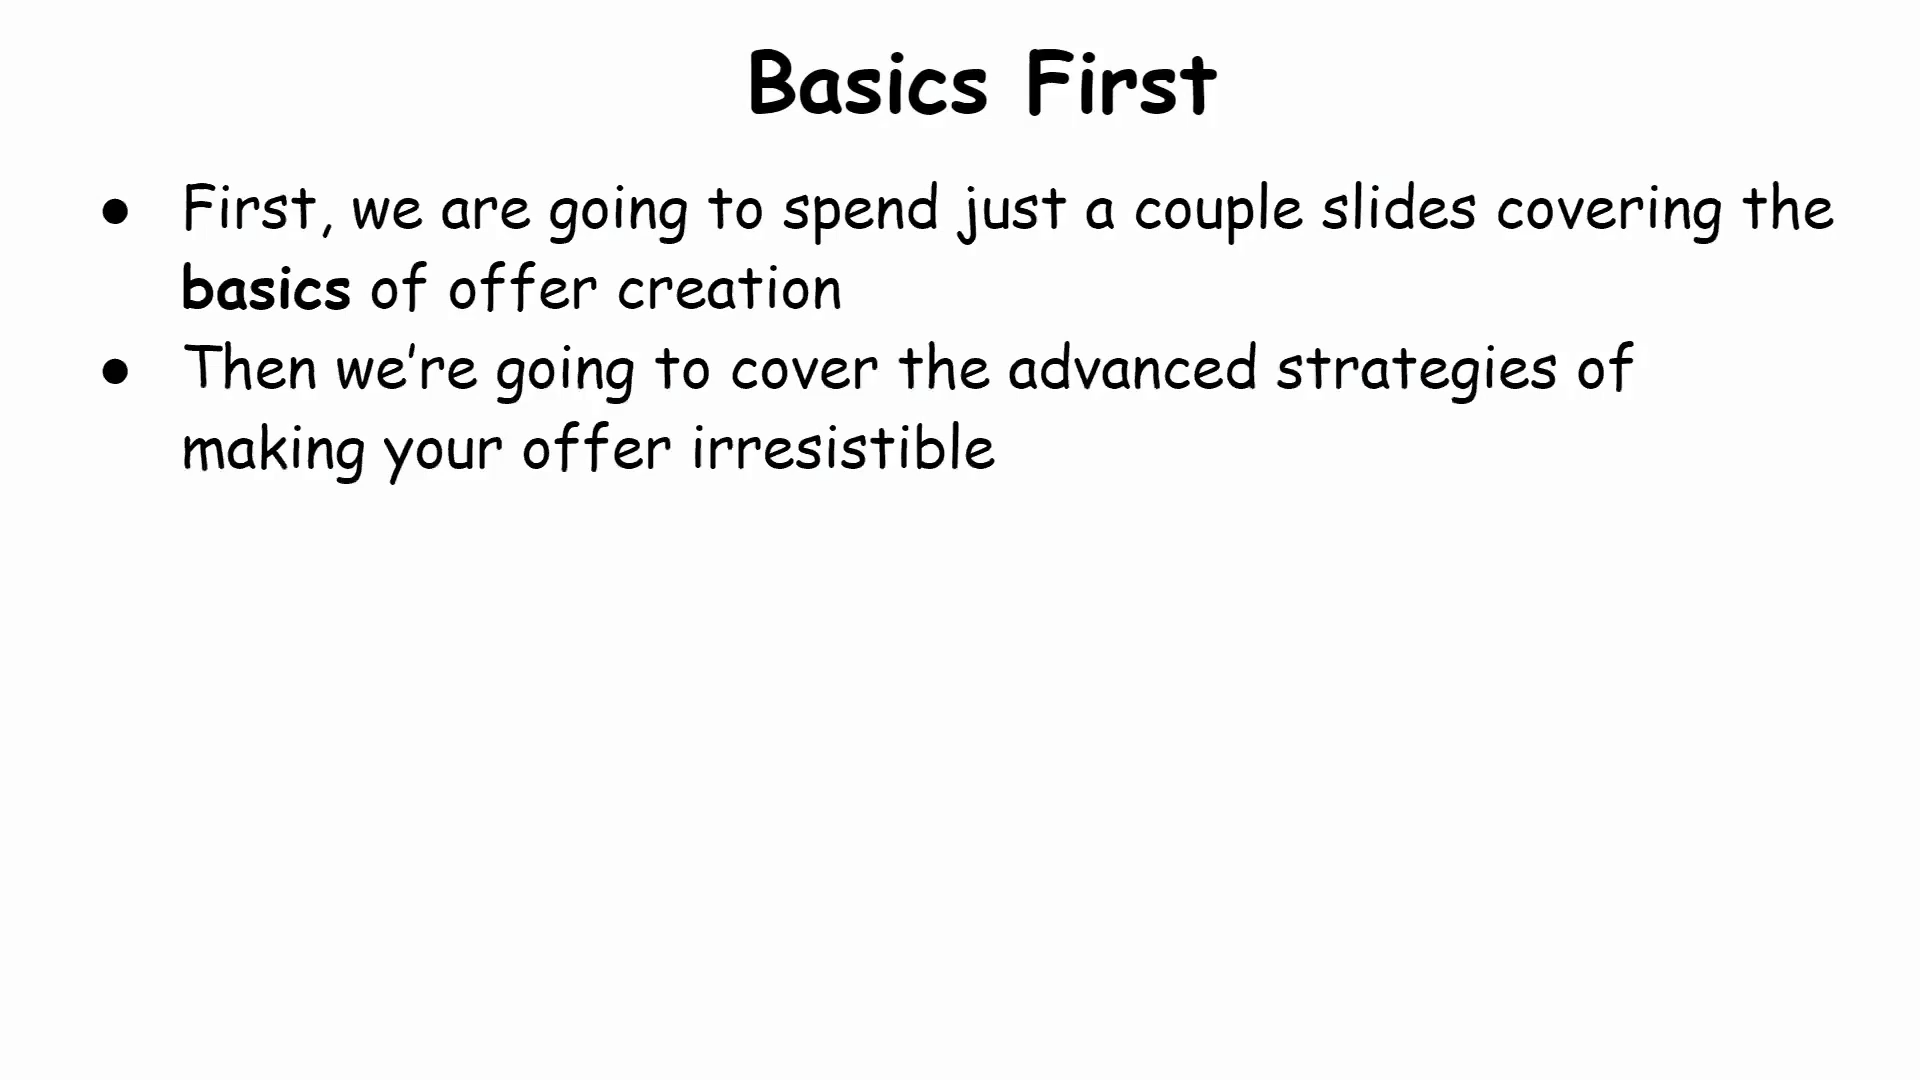 Basics First
● First, we are going to spend just a couple slides covering the
basics of offer creation
● Then we’re going to cover the advanced strategies of
making your offer irresistible